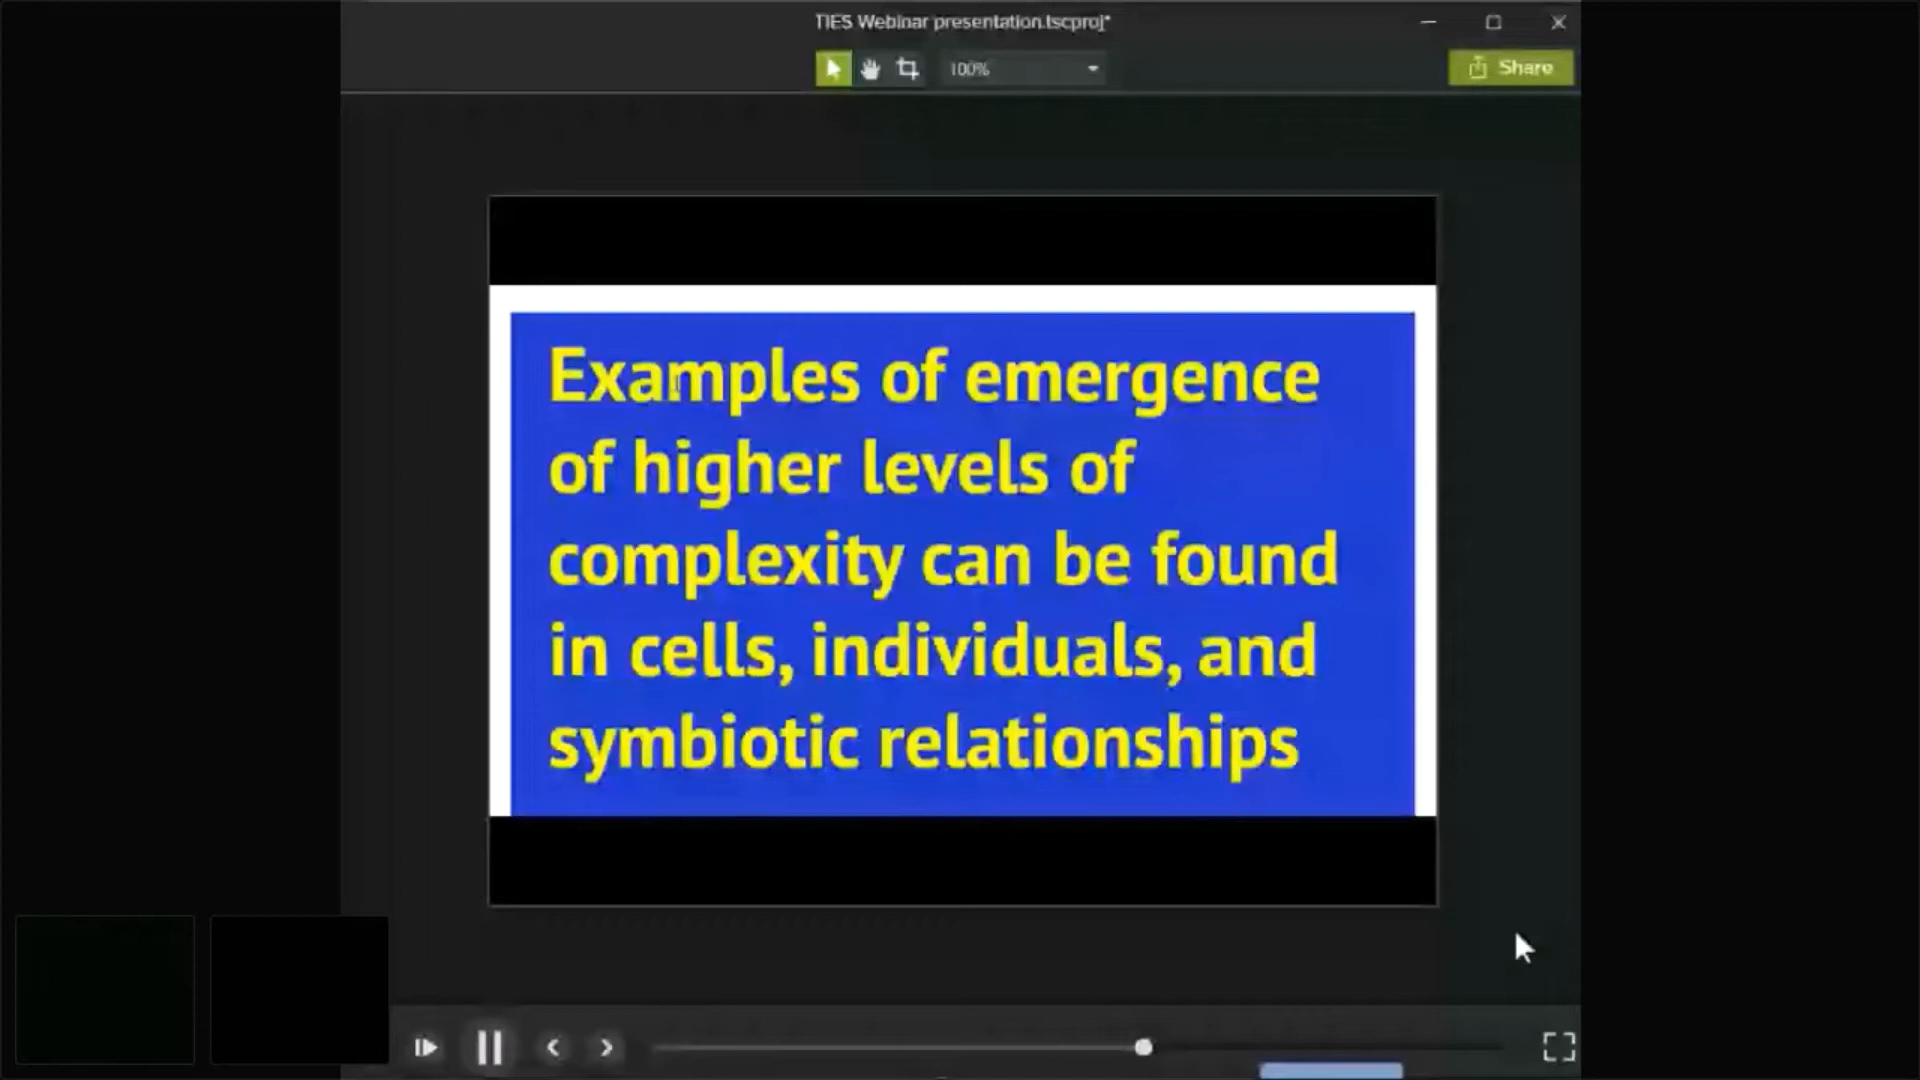 TIES Webinar presentation.tscproj*
100%
Share
Examples of emergence
of higher levels of
complexity can be found
in cells, individuals, and
symbiotic relationships